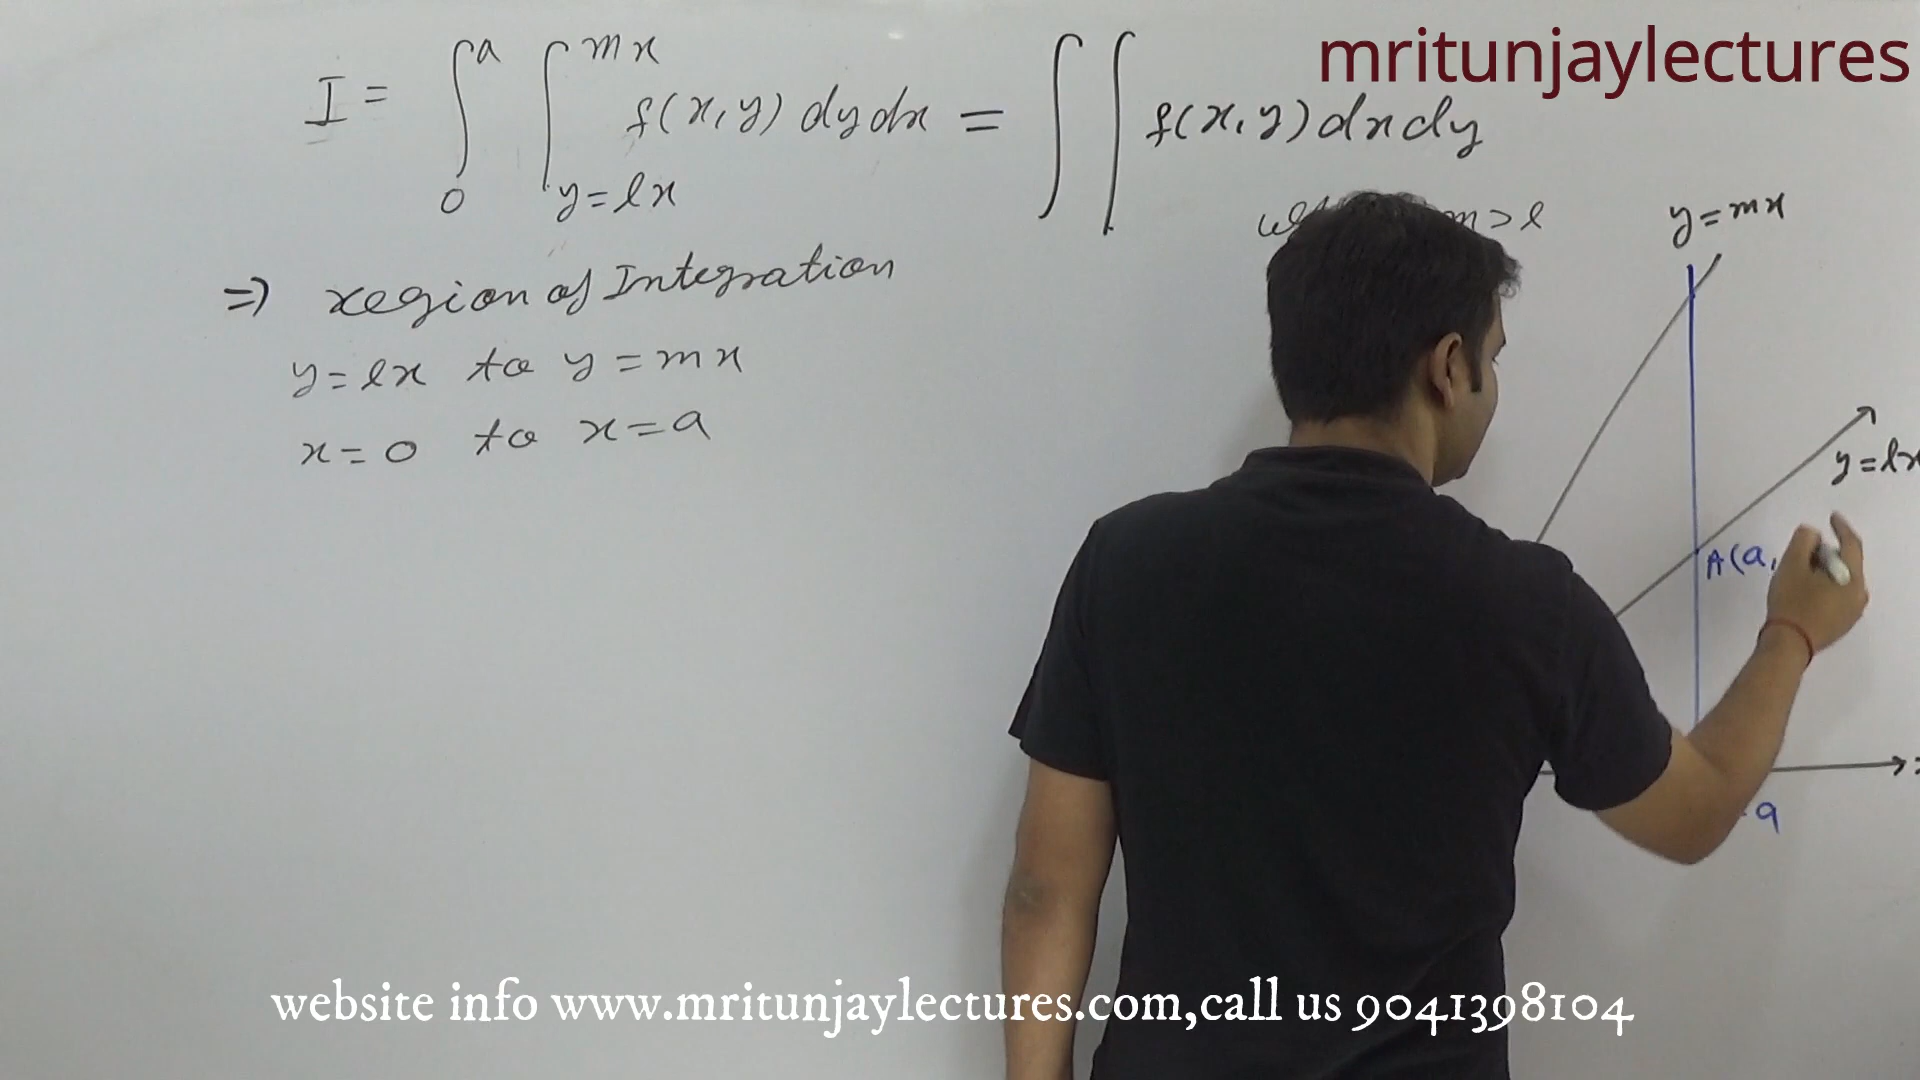 mritunjaylectures
I = ∫₀ᵃ ∫_{y=lx}^{mx} f(x,y) dy dx = ∫∫ f(x,y) dx dy
m > l
y = mx
⇒ region of Integration
y = lx to y = mx
x = 0 to x = a
y = lx
A(a,
a
website info www.mritunjaylectures.com,call us 9041398104